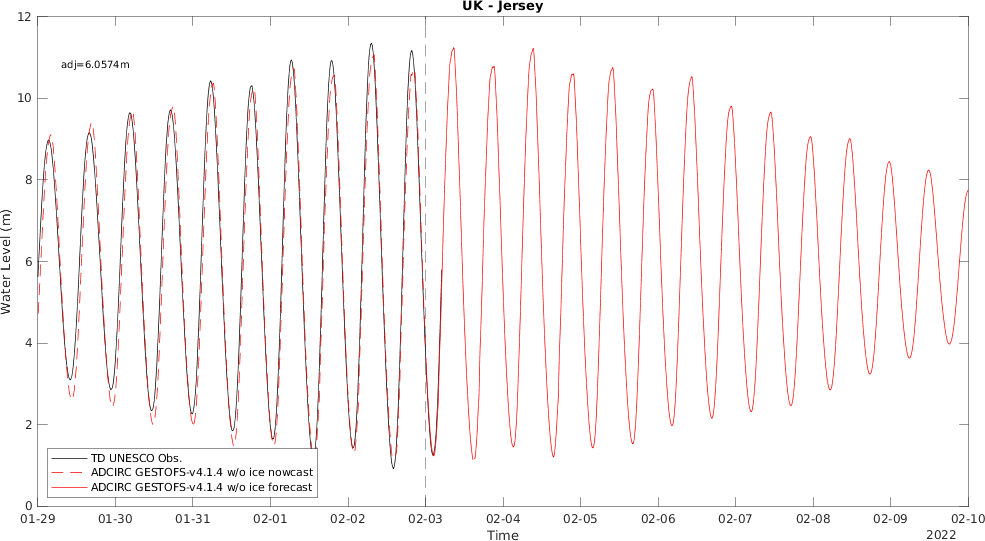 UK - Jersey
12
adj=6.0574m
10
8
6
4
2
0
Water Level (m)
TD UNESCO Obs.
ADCIRC GESTOFS-v4.1.4 w/o ice nowcast
ADCIRC GESTOFS-v4.1.4 w/o ice forecast
01-29 01-30 01-31 02-01 02-02 02-03 02-04 02-05 02-06 02-07 02-08 02-09 02-10
Time
2022